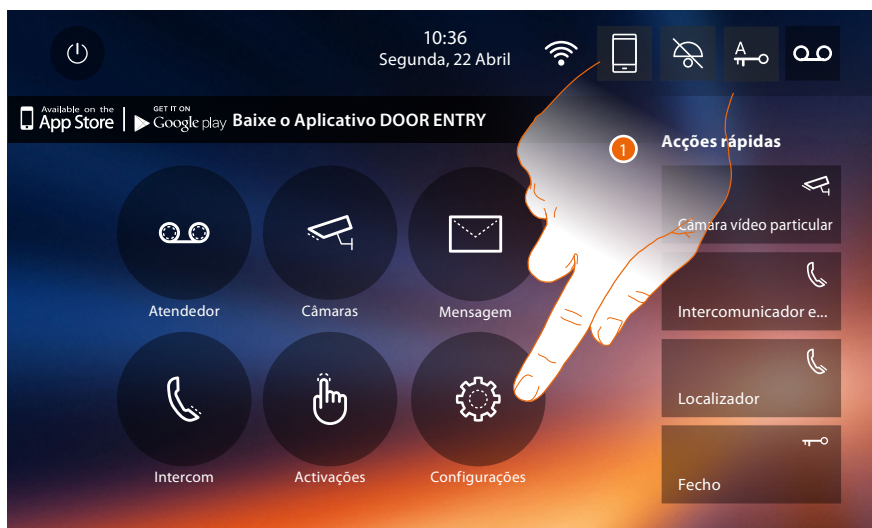 10:36
Segunda, 22 Abril
A
Available on the
App Store
GET IT ON
Google play
Baixe o Aplicativo DOOR ENTRY
1
Acções rápidas
Câmara vídeo particular
Intercomunicador e...
Localizador
Fecho
Atendedor
Câmaras
Mensagem
Intercom
Activações
Configurações